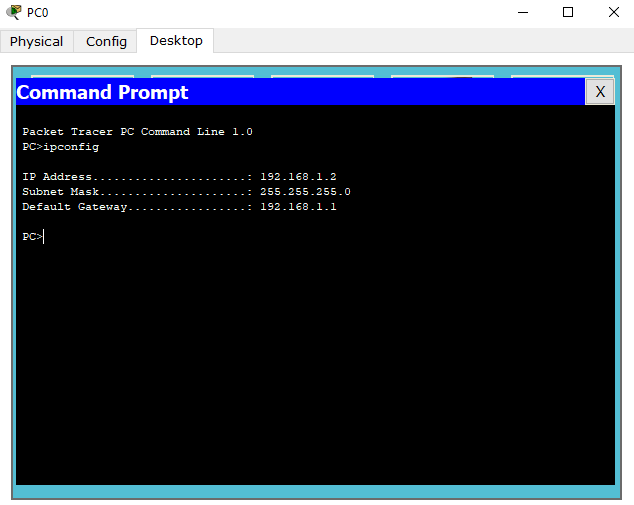 PC0
Physical Config Desktop
Command Prompt
X
Packet Tracer PC Command Line 1.0
PC>ipconfig
IP Address......................: 192.168.1.2
Subnet Mask.....................: 255.255.255.0
Default Gateway.................: 192.168.1.1
PC>